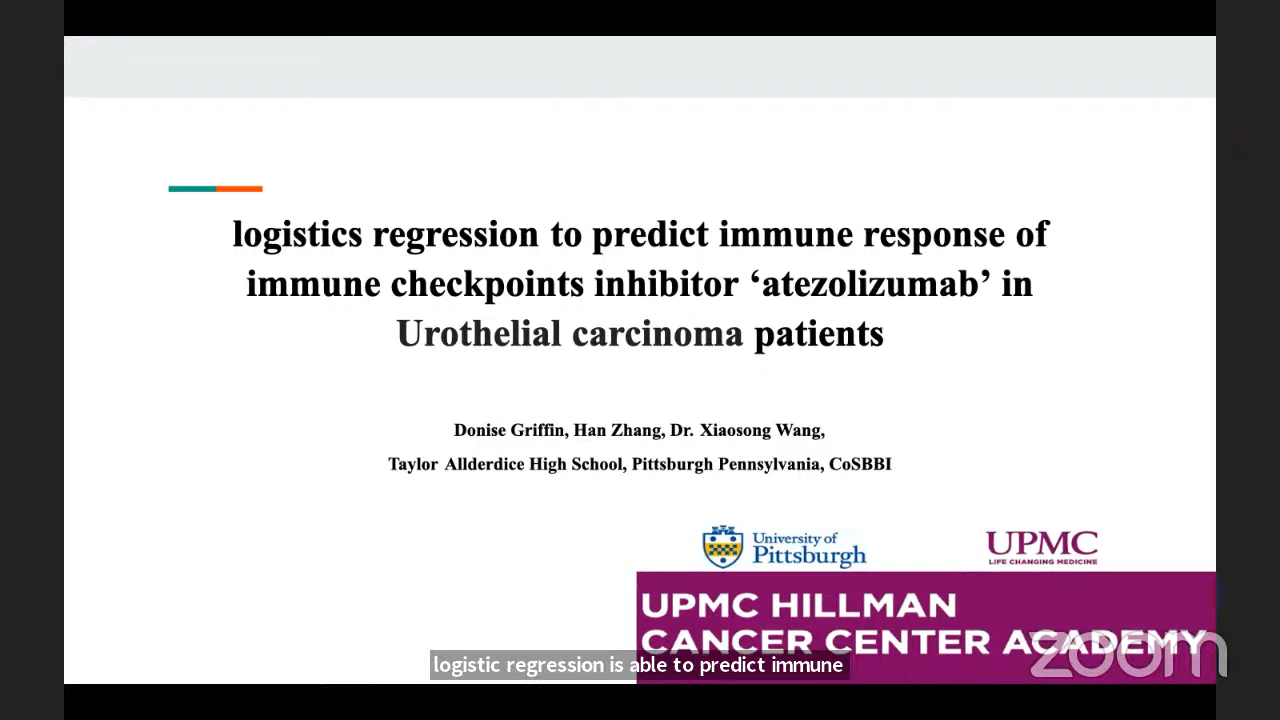 logistics regression to predict immune response of
immune checkpoints inhibitor ‘atezolizumab’ in
Urothelial carcinoma patients
Donise Griffin, Han Zhang, Dr. Xiaosong Wang,
Taylor Allderdice High School, Pittsburgh Pennsylvania, CoSBBI
University of
Pittsburgh
UPMC
LIFE CHANGING MEDICINE
UPMC HILLMAN
CANCER CENTER ACADEMY
zoom
logistic regression is able to predict immune